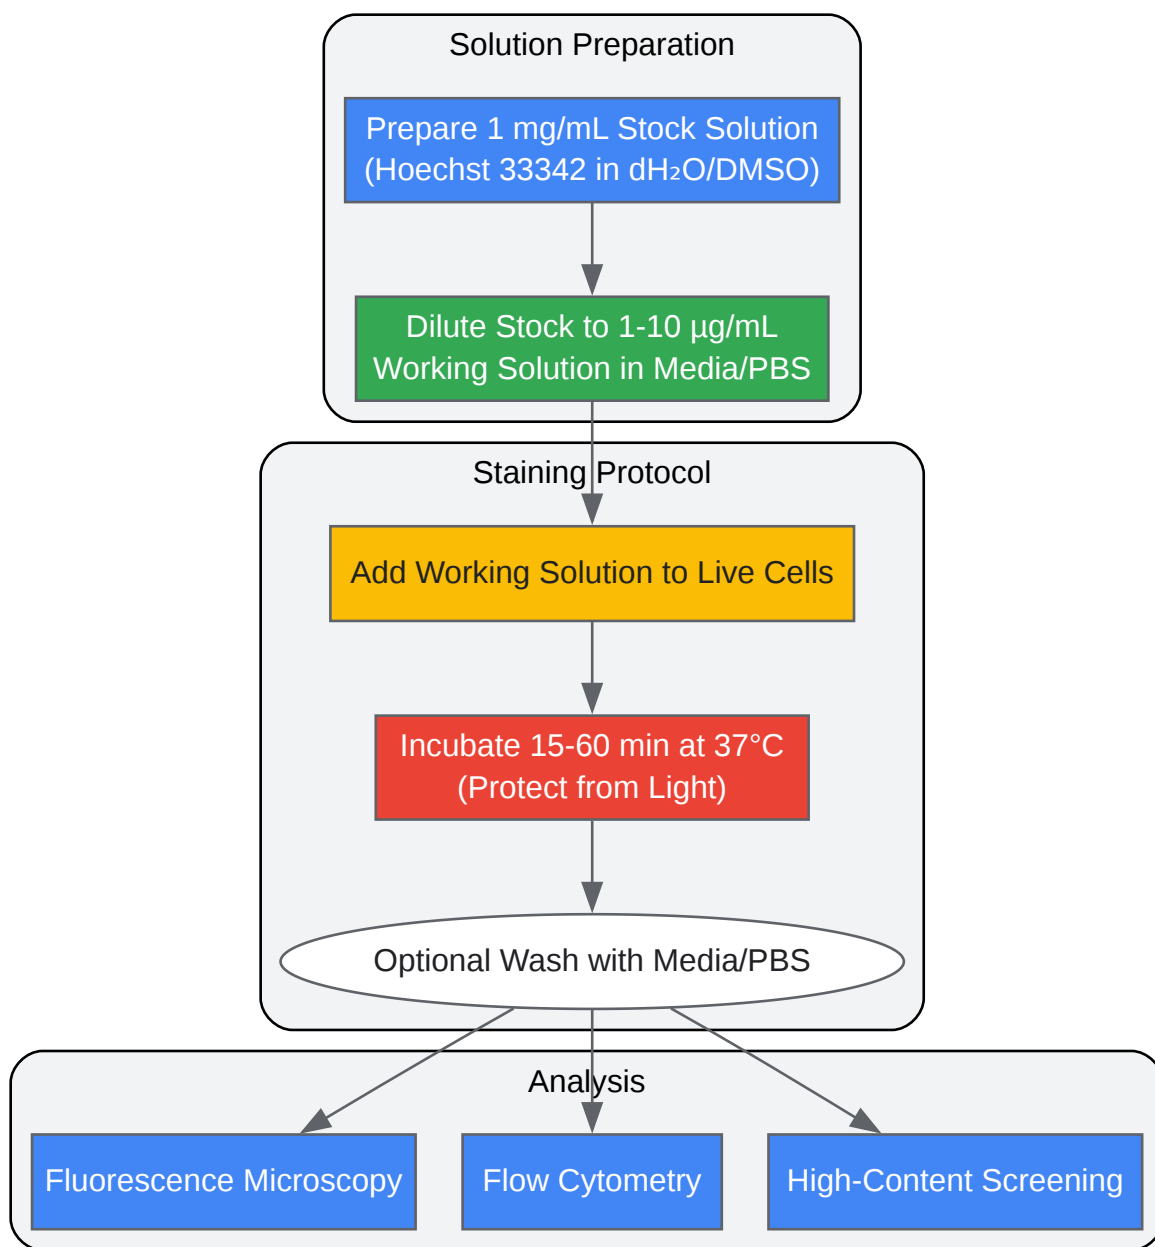 Solution Preparation
Prepare 1 mg/mL Stock Solution
(Hoechst 33342 in dH₂O/DMSO)
Dilute Stock to 1-10 µg/mL
Working Solution in Media/PBS
Staining Protocol
Add Working Solution to Live Cells
Incubate 15-60 min at 37°C
(Protect from Light)
Optional Wash with Media/PBS
Analysis
Fluorescence Microscopy
Flow Cytometry
High-Content Screening